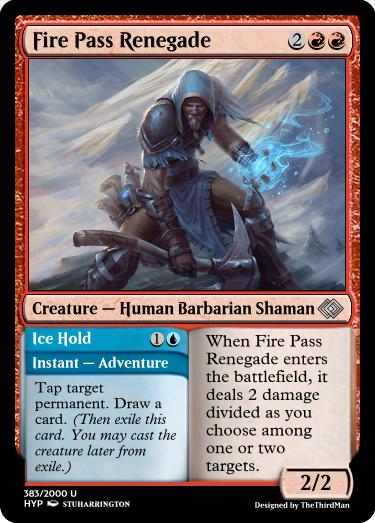 Fire Pass Renegade 2
Creature — Human Barbarian Shaman
Ice Hold 1
Instant — Adventure
Tap target
permanent. Draw a
card. (Then exile this
card. You may cast the
creature later from
exile.)
When Fire Pass
Renegade enters
the battlefield, it
deals 2 damage
divided as you
choose among
one or two
targets.
2/2
383/2000 U
HYP STUHARRINGTON
Designed by TheThirdMan